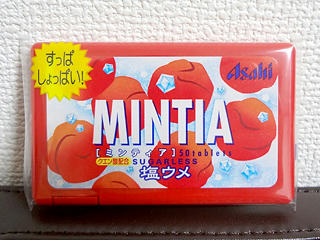 すっぱ
しょっぱい!
Asahi
MINTIA
[ミンティア] 50tablets
クエン酸配合 SUGARLESS
塩ウメ